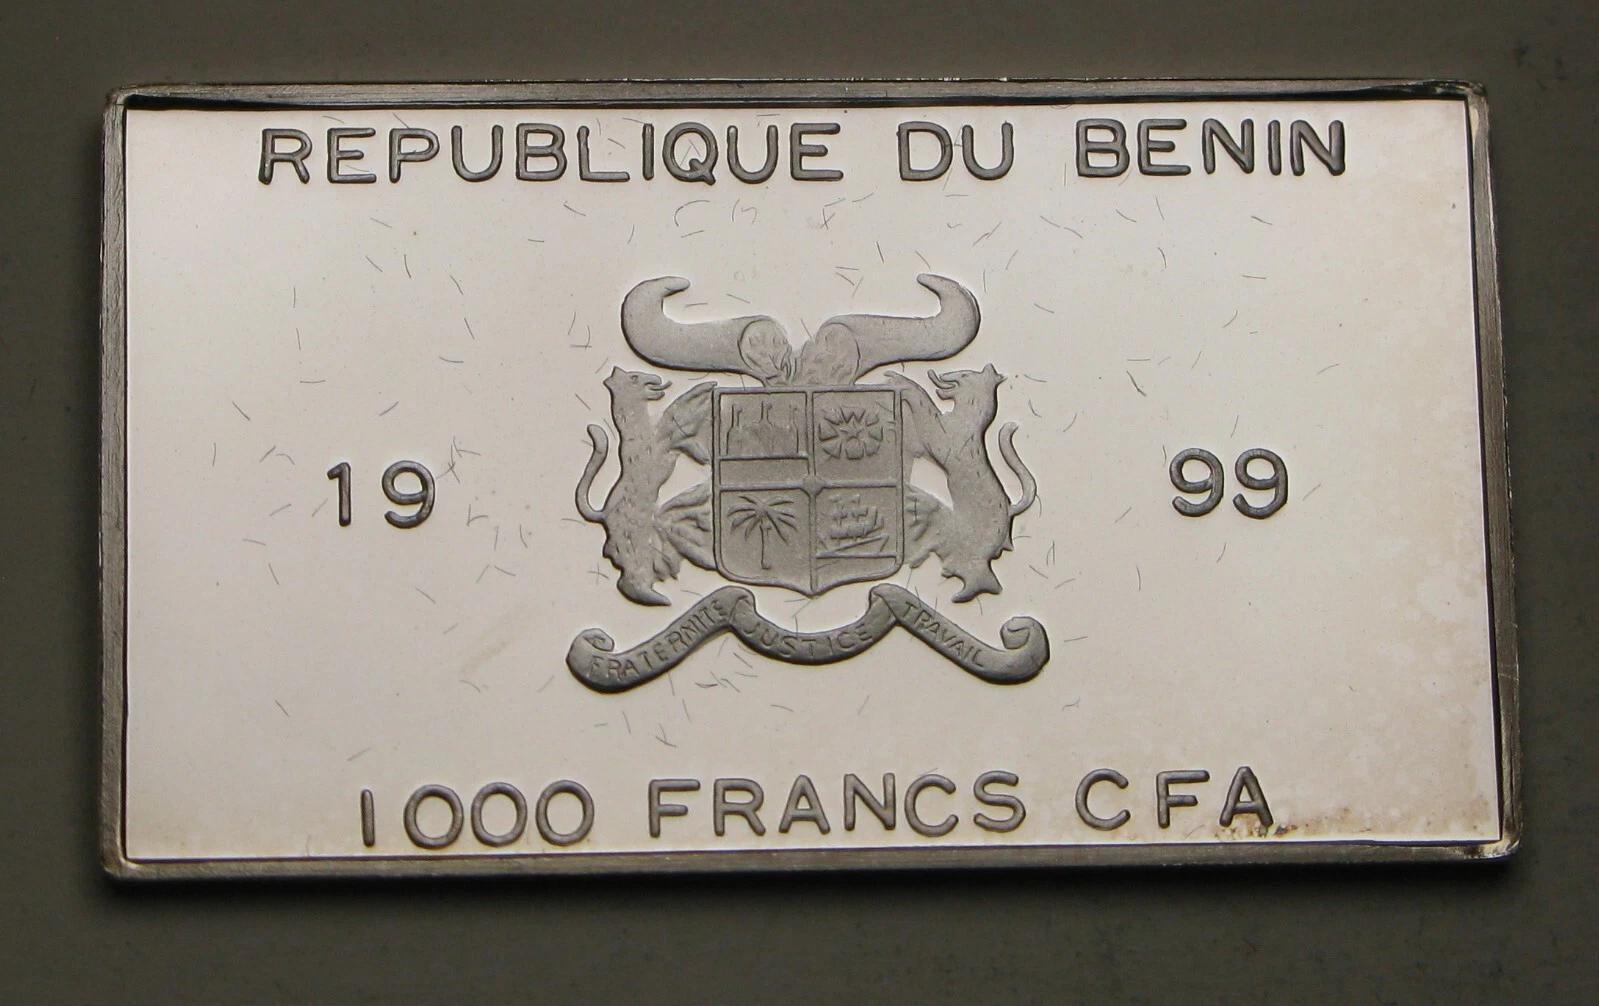 REPUBLIQUE DU BENIN
19 99
FRATERNITE JUSTICE TRAVAIL
1000 FRANCS CFA